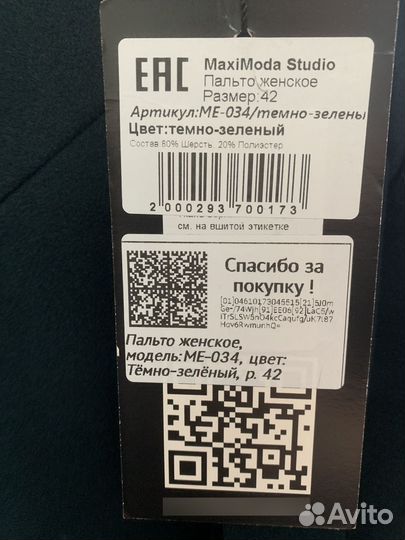 EAC
MaxiModa Studio
Пальто женское
Размер:42
Артикул:ME-034/темно-зелены
Цвет:темно-зеленый
Состав 80% Шерсть, 20% Полиэстер
2 000293 700173
см. на вшитой этикетке
Спасибо за
покупку !
Пальто женское,
модель:ME-034, цвет:
Тёмно-зелёный, р. 42
Avito